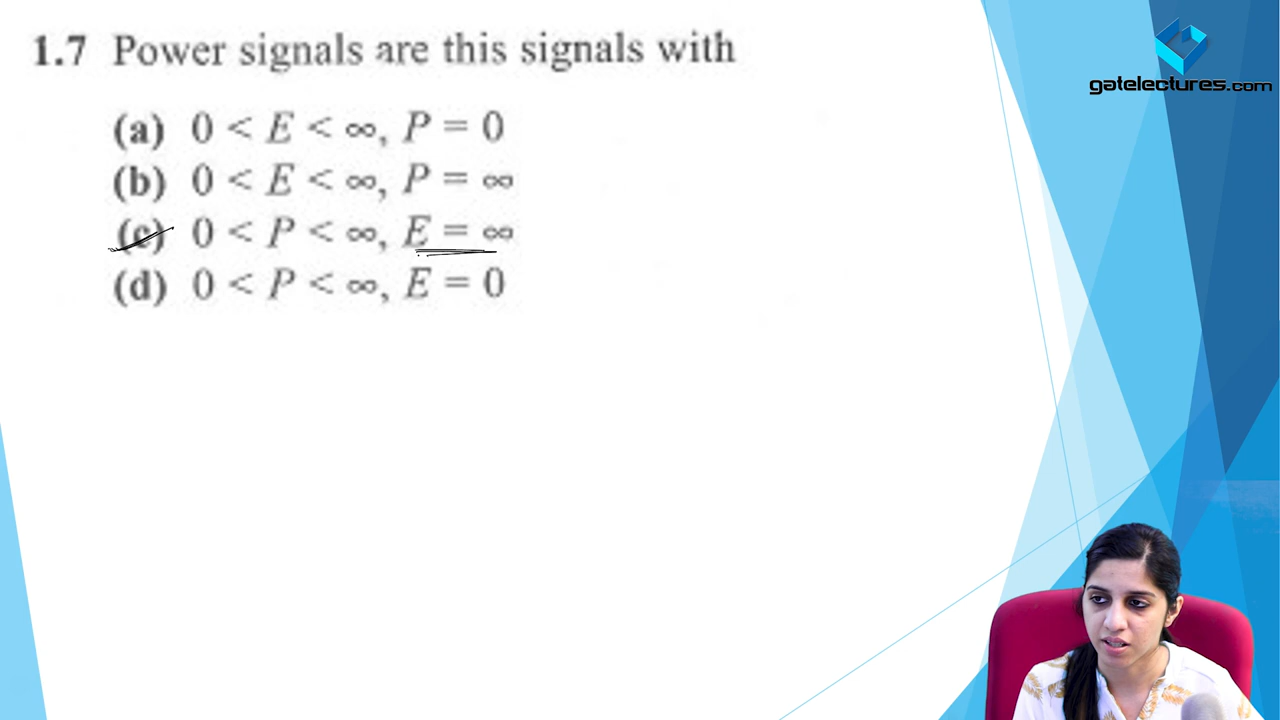 1.7 Power signals are this signals with
(a) 0 < E < ∞, P = 0
(b) 0 < E < ∞, P = ∞
(c) 0 < P < ∞, E = ∞
(d) 0 < P < ∞, E = 0
gatelectures.com